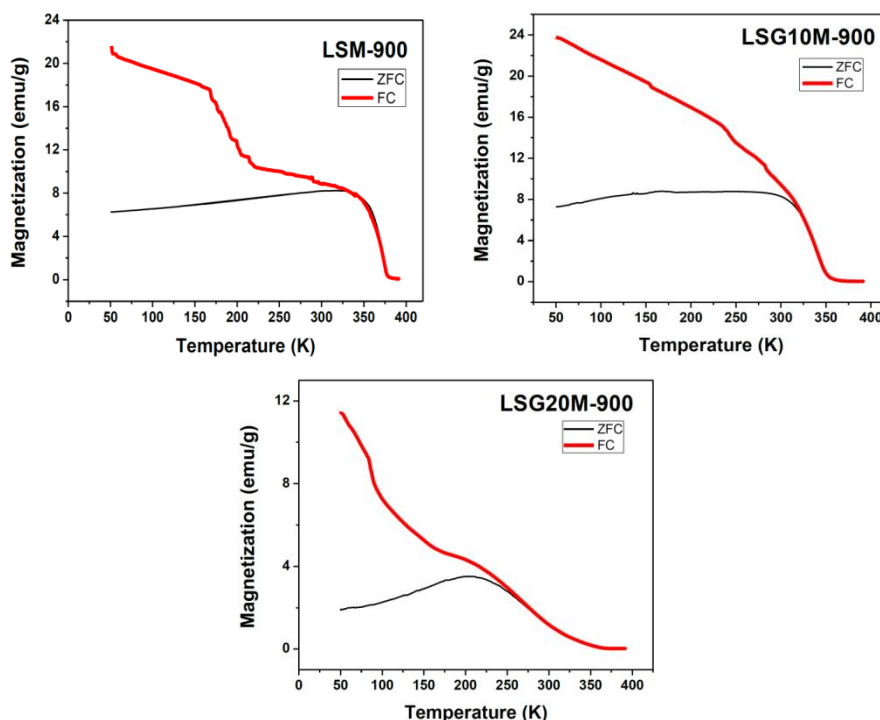 LSM-900
ZFC
FC
Magnetization (emu/g)
24
20
16
12
8
4
0
0 50 100 150 200 250 300 350 400
Temperature (K)
LSG10M-900
ZFC
FC
Magnetization (emu/g)
24
20
16
12
8
4
0
50 100 150 200 250 300 350 400
Temperature (K)
LSG20M-900
ZFC
FC
Magnetization (emu/g)
12
8
4
0
50 100 150 200 250 300 350 400
Temperature (K)